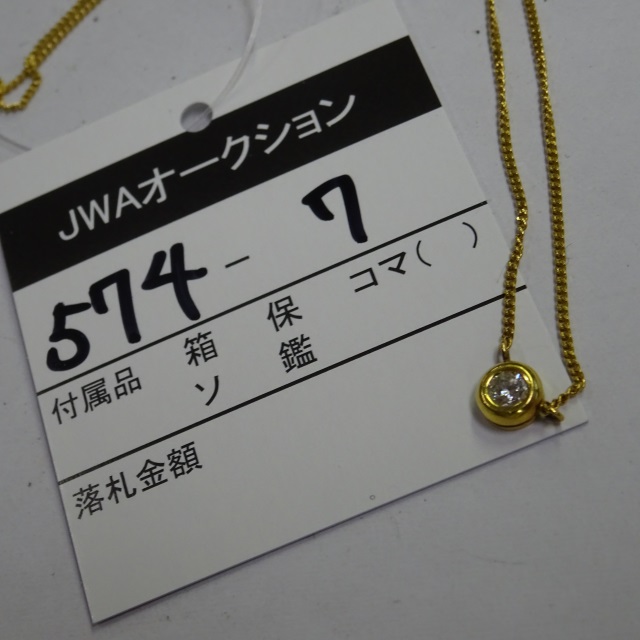 JWAオークション
574-7
付属品 箱 保 コマ( )
ソ 鑑
落札金額